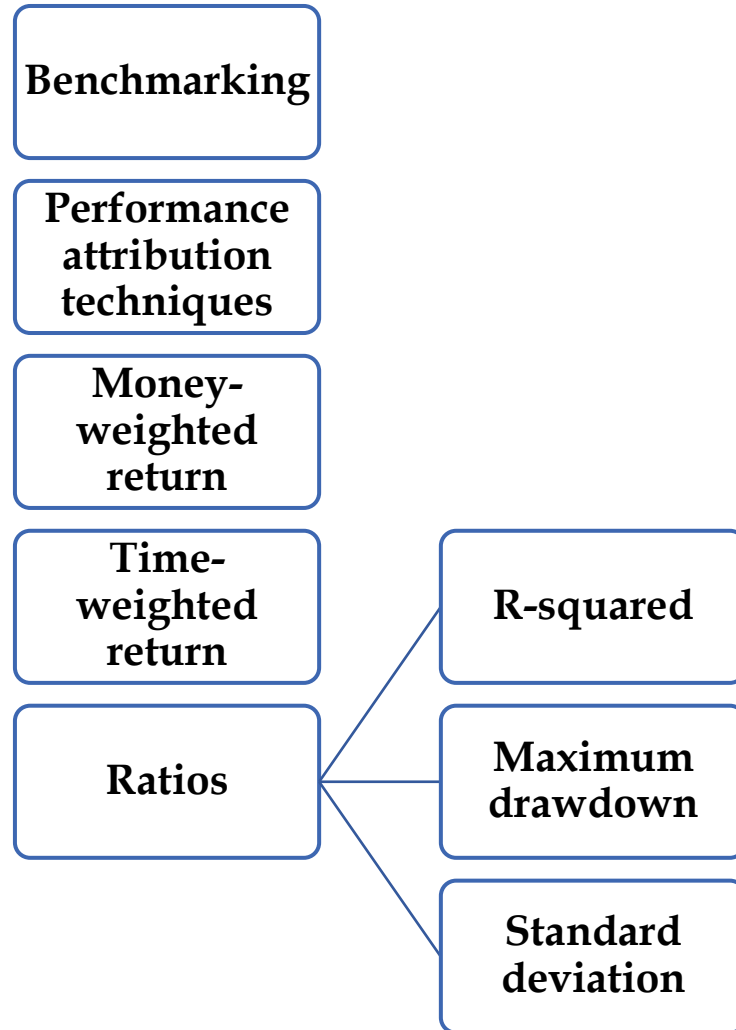 Benchmarking
Performance
attribution
techniques
Money-
weighted
return
Time-
weighted
return
Ratios
R-squared
Maximum
drawdown
Standard
deviation